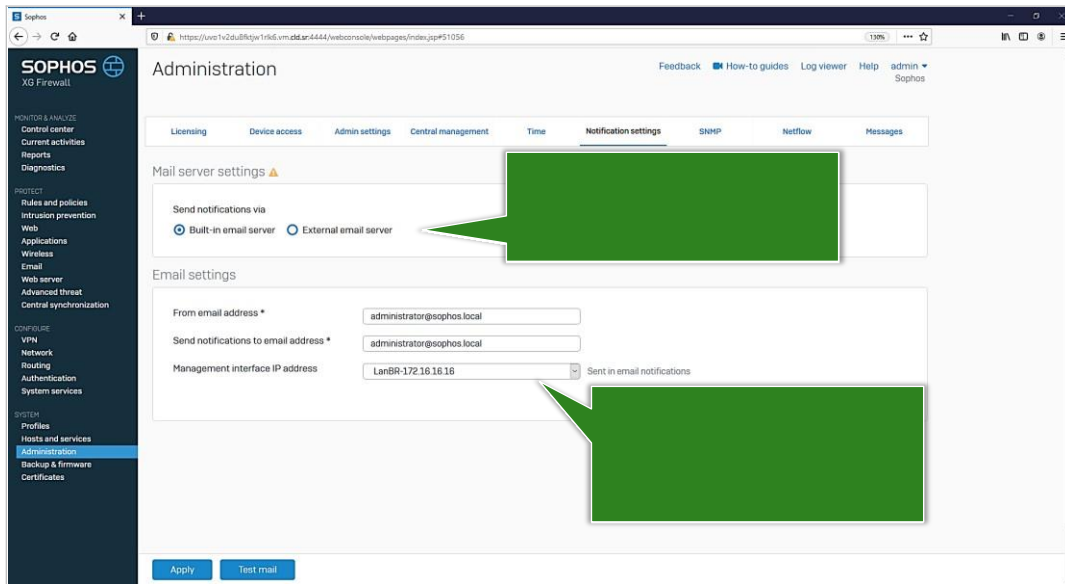 Sophos
https://uvo1v2du8fktjw1rlk6.vm.cld.sr:4444/webconsole/webpages/index.jsp#51056
130%
SOPHOS
XG Firewall
Administration
Feedback How-to guides Log viewer Help admin
Sophos
MONITOR & ANALYZE
Control center
Current activities
Reports
Diagnostics
PROTECT
Rules and policies
Intrusion prevention
Web
Applications
Wireless
Email
Web server
Advanced threat
Central synchronization
CONFIGURE
VPN
Network
Routing
Authentication
System services
SYSTEM
Profiles
Hosts and services
Administration
Backup & firmware
Certificates
Licensing Device access Admin settings Central management Time Notification settings SNMP Netflow Messages
Mail server settings
Send notifications via
Built-in email server External email server
Email settings
From email address * administrator@sophos.local
Send notifications to email address * administrator@sophos.local
Management interface IP address LanBR-172.16.16.16 Sent in email notifications
Apply Test mail